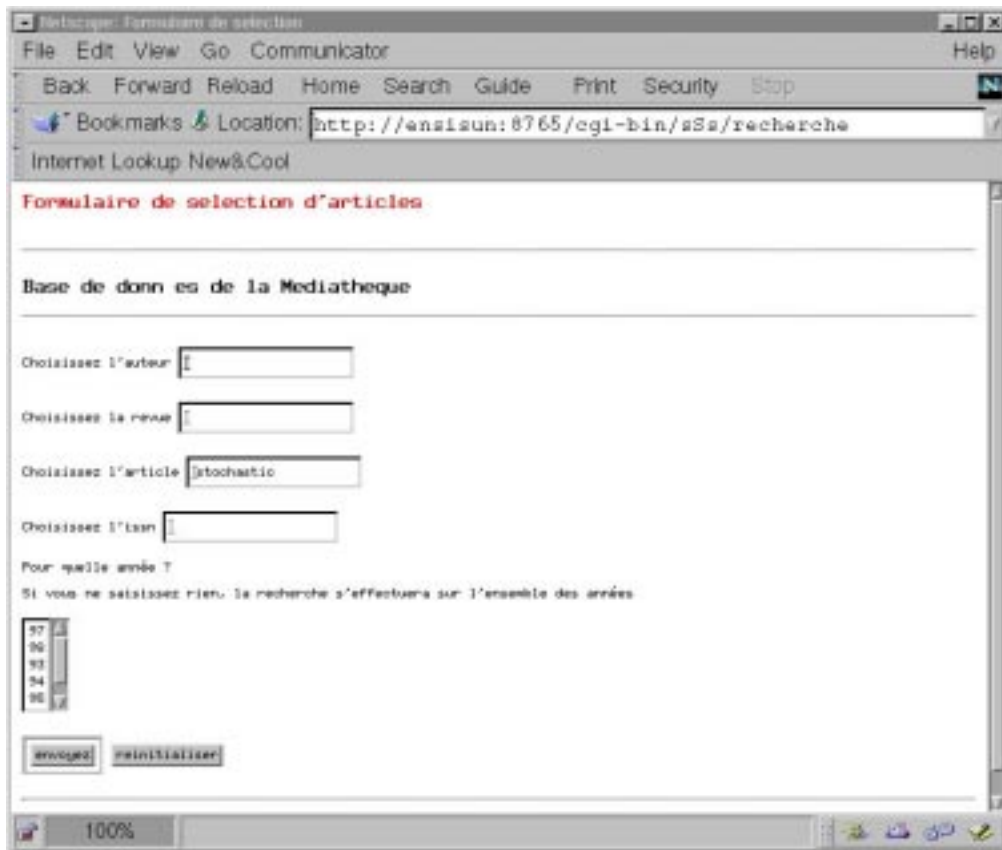 Netscape: Formulaire de selection
File Edit View Go Communicator Help
Back Forward Reload Home Search Guide Print Security Stop
Bookmarks Location: http://ensisun:8765/cgi-bin/sSs/recherche
Internet Lookup New&Cool
Formulaire de selection d'articles
Base de donn es de la Mediatheque
Choisissez l'auteur
Choisissez la revue
Choisissez l'article stochastic
Choisissez l'issn
Pour quelle année ?
Si vous ne saisissez rien, la recherche s'effectuera sur l'ensemble des années
97
93
94
envoyez reinitialiser
100%